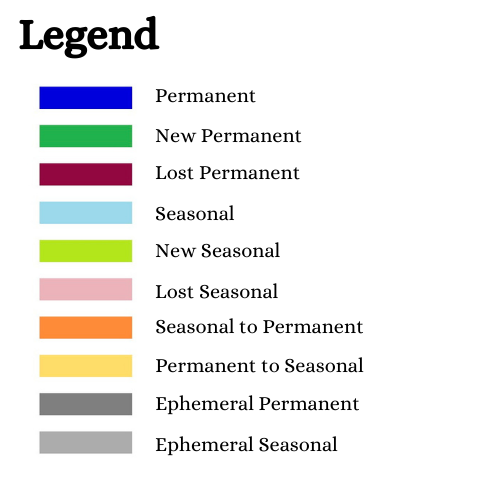 Legend
Permanent
New Permanent
Lost Permanent
Seasonal
New Seasonal
Lost Seasonal
Seasonal to Permanent
Permanent to Seasonal
Ephemeral Permanent
Ephemeral Seasonal